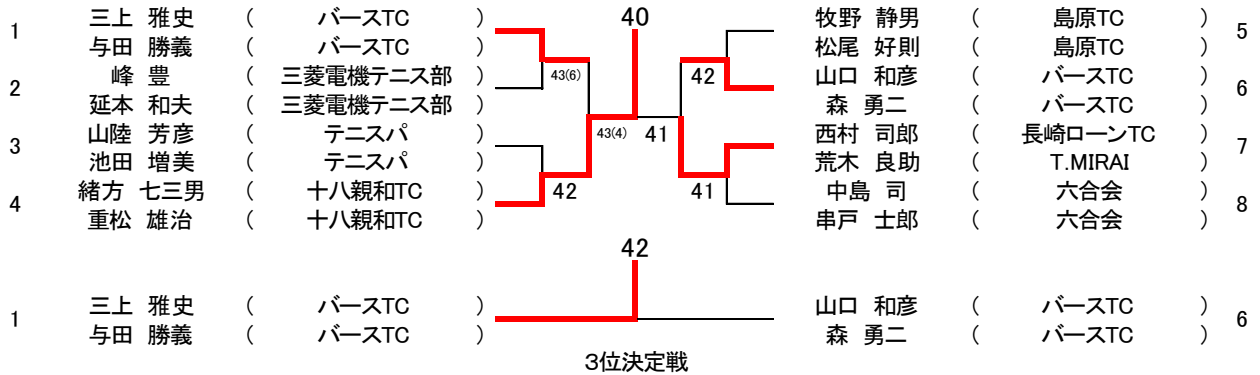 40
1 三上 雅史 ( バースTC )
与田 勝義 ( バースTC )
2 峰 豊 ( 三菱電機テニス部 )
延本 和夫 ( 三菱電機テニス部 )
3 山陸 芳彦 ( テニスパ )
池田 増美 ( テニスパ )
4 緒方 七三男 ( 十八親和TC )
重松 雄治 ( 十八親和TC )
43(6)
42
43(4)
41
42
41
牧野 静男 ( 島原TC ) 5
松尾 好則 ( 島原TC )
山口 和彦 ( バースTC ) 6
森 勇二 ( バースTC )
西村 司郎 ( 長崎ローンTC ) 7
荒木 良助 ( T.MIRAI )
中島 司 ( 六合会 ) 8
串戸 士郎 ( 六合会 )
42
1 三上 雅史 ( バースTC )
与田 勝義 ( バースTC )
山口 和彦 ( バースTC ) 6
森 勇二 ( バースTC )
3位決定戦